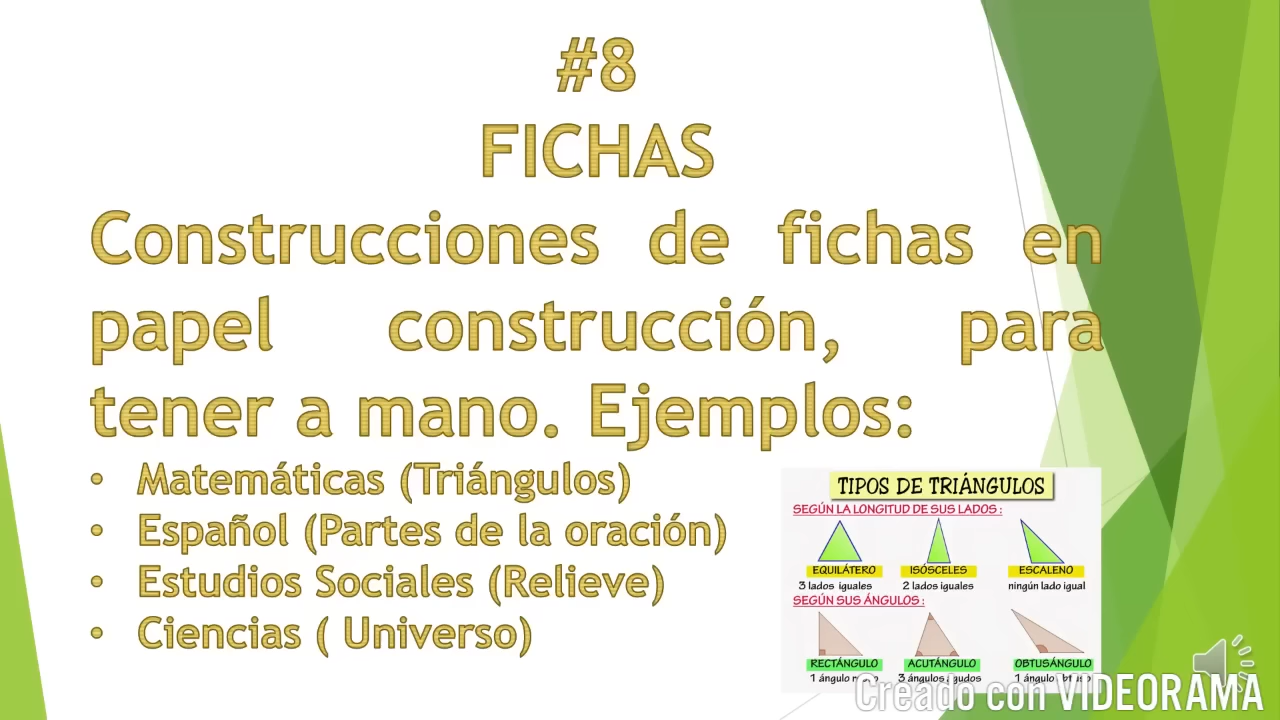 #8
FICHAS
Construcciones de fichas en
papel construcción, para
tener a mano. Ejemplos:
• Matemáticas (Triángulos)
• Español (Partes de la oración)
• Estudios Sociales (Relieve)
• Ciencias ( Universo)
TIPOS DE TRIÁNGULOS
SEGÚN LA LONGITUD DE SUS LADOS :
EQUILÁTERO ISÓSCELES ESCALENO
3 lados iguales 2 lados iguales ningún lado igual
SEGÚN SUS ÁNGULOS :
RECTÁNGULO ACUTÁNGULO OBTUSÁNGULO
1 ángulo 3 ángulos agudos 1 ángulo obtuso
Creado con VIDEORAMA